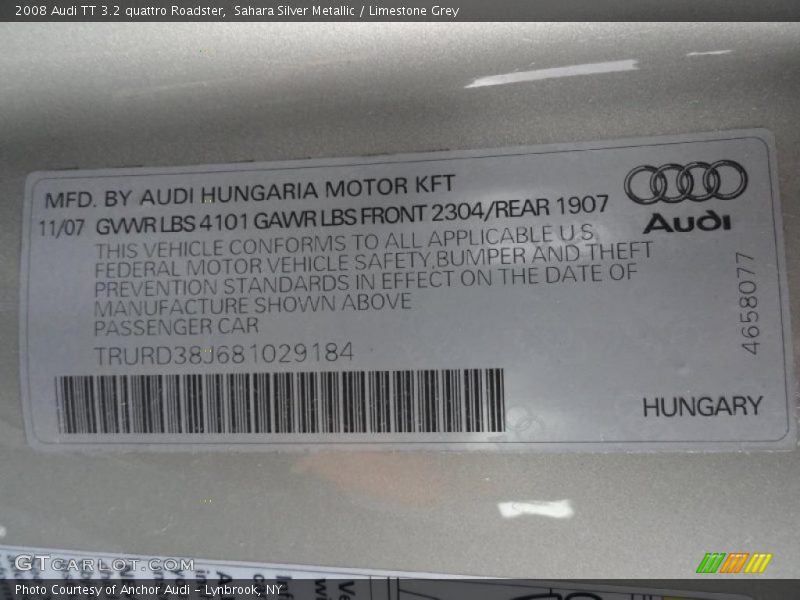 2008 Audi TT 3.2 quattro Roadster,  Sahara Silver Metallic / Limestone Grey
MFD. BY AUDI HUNGARIA MOTOR KFT
11/07 GVWR LBS 4101 GAWR LBS FRONT 2304/REAR 1907
THIS VEHICLE CONFORMS TO ALL APPLICABLE U S
FEDERAL MOTOR VEHICLE SAFETY,BUMPER AND THEFT
PREVENTION STANDARDS IN EFFECT ON THE DATE OF
MANUFACTURE SHOWN ABOVE
PASSENGER CAR
TRURD38J681029184
Audi
4658077
HUNGARY
GTCARLOT.COM
Photo Courtesy of Anchor Audi - Lynbrook, NY